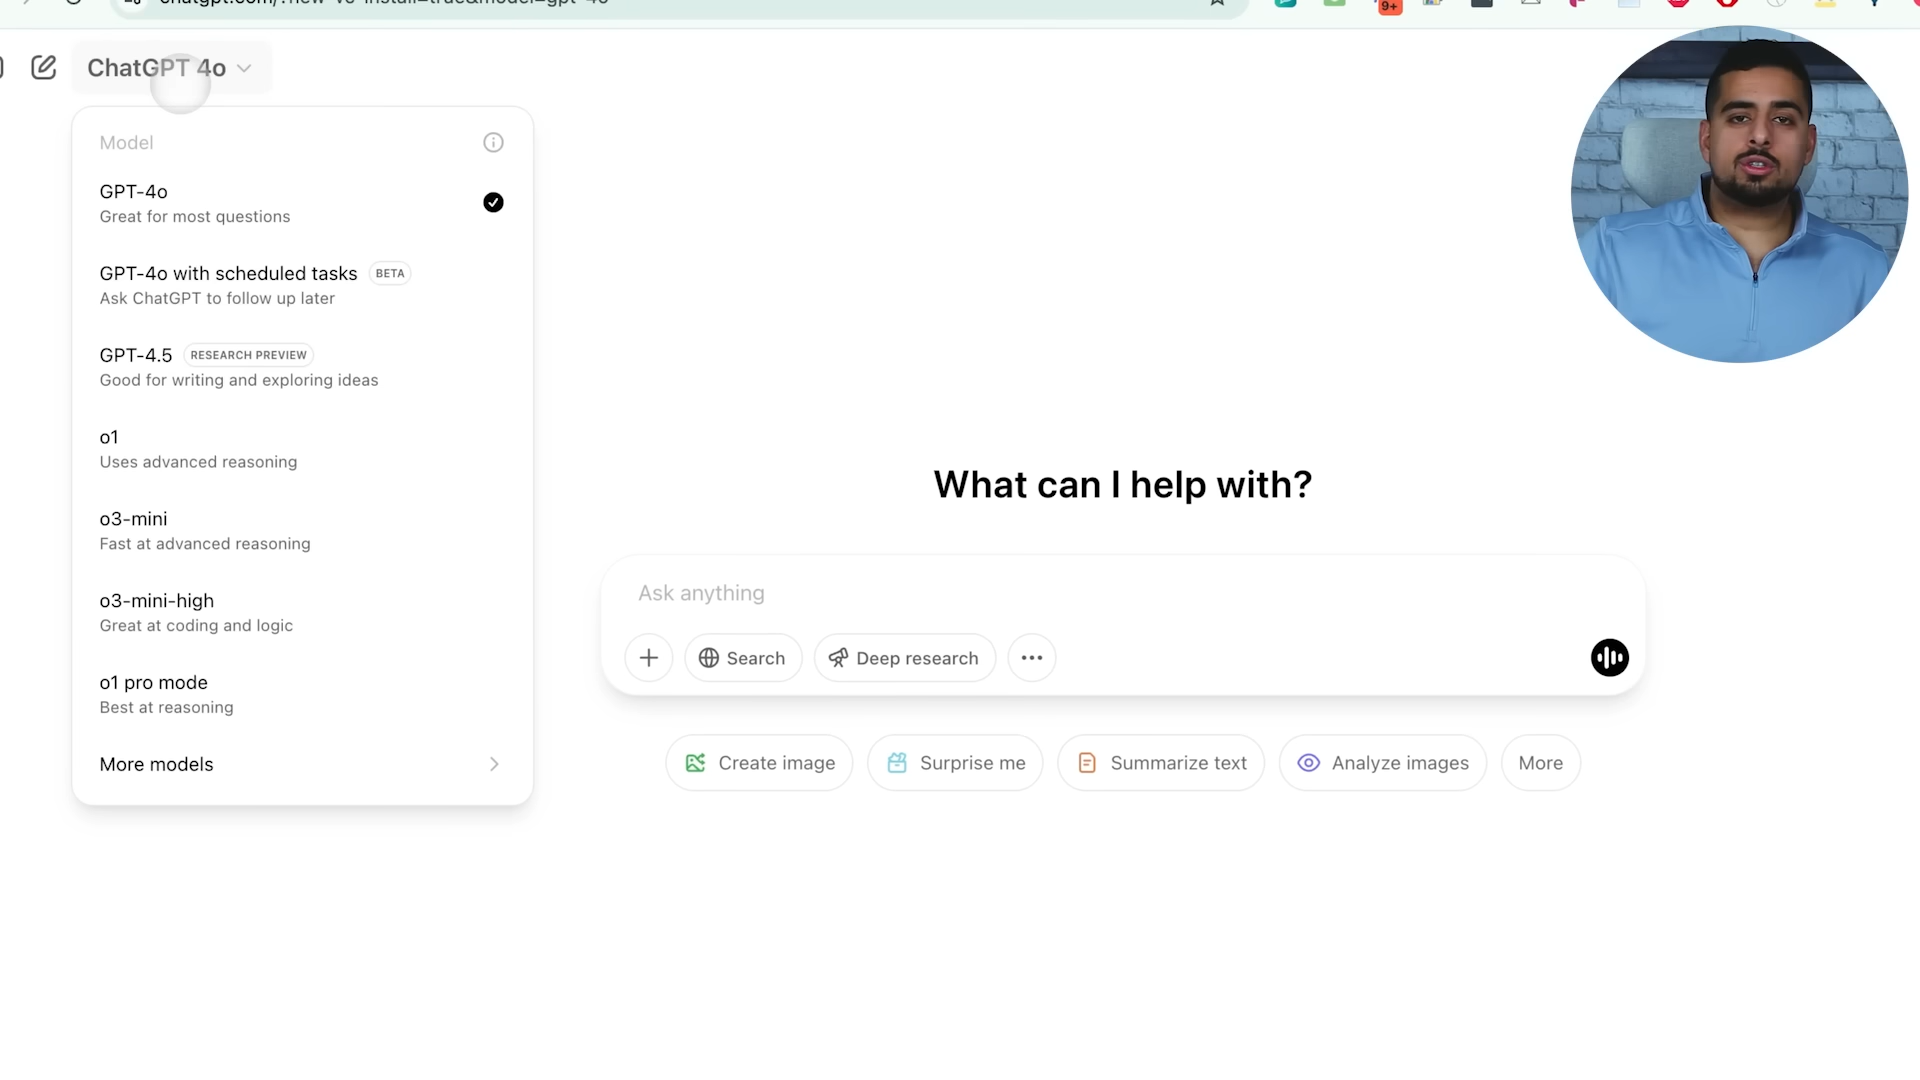 9+
ChatGPT 4o
Model
GPT-4o
Great for most questions
GPT-4o with scheduled tasks BETA
Ask ChatGPT to follow up later
GPT-4.5 RESEARCH PREVIEW
Good for writing and exploring ideas
o1
Uses advanced reasoning
o3-mini
Fast at advanced reasoning
o3-mini-high
Great at coding and logic
o1 pro mode
Best at reasoning
More models
What can I help with?
Ask anything
Search
Deep research
Create image
Surprise me
Summarize text
Analyze images
More